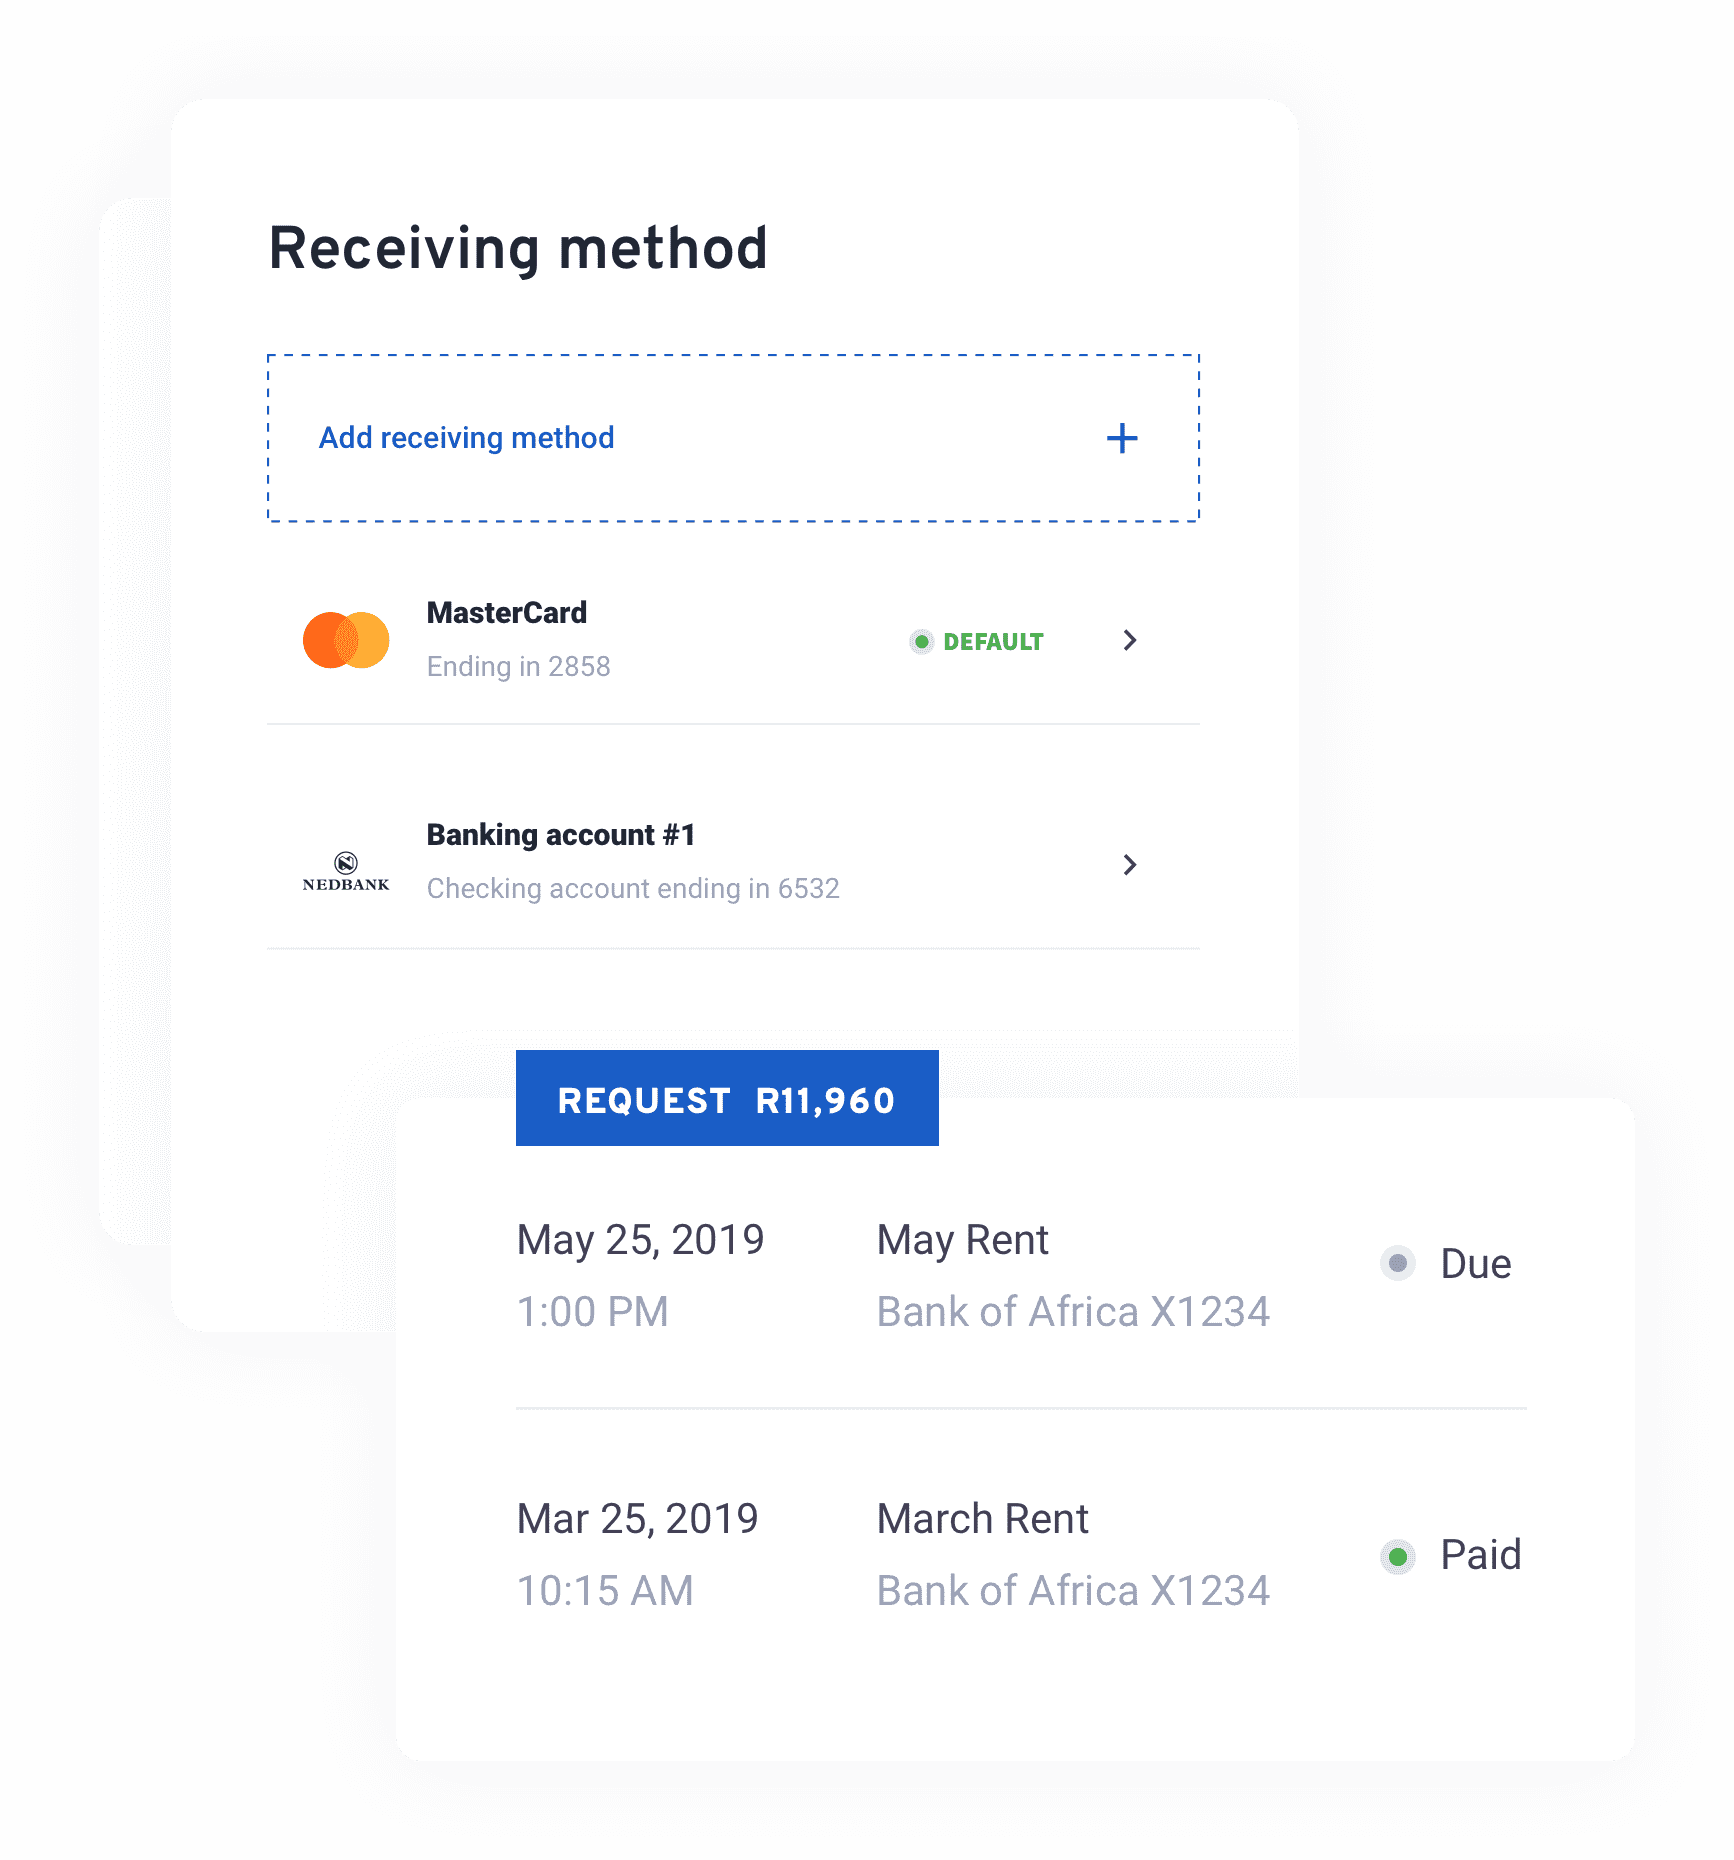 Receiving method
Add receiving method
MasterCard
Ending in 2858
DEFAULT
NEDBANK
Banking account #1
Checking account ending in 6532
REQUEST R11,960
May 25, 2019
1:00 PM
May Rent
Bank of Africa X1234
Due
Mar 25, 2019
10:15 AM
March Rent
Bank of Africa X1234
Paid